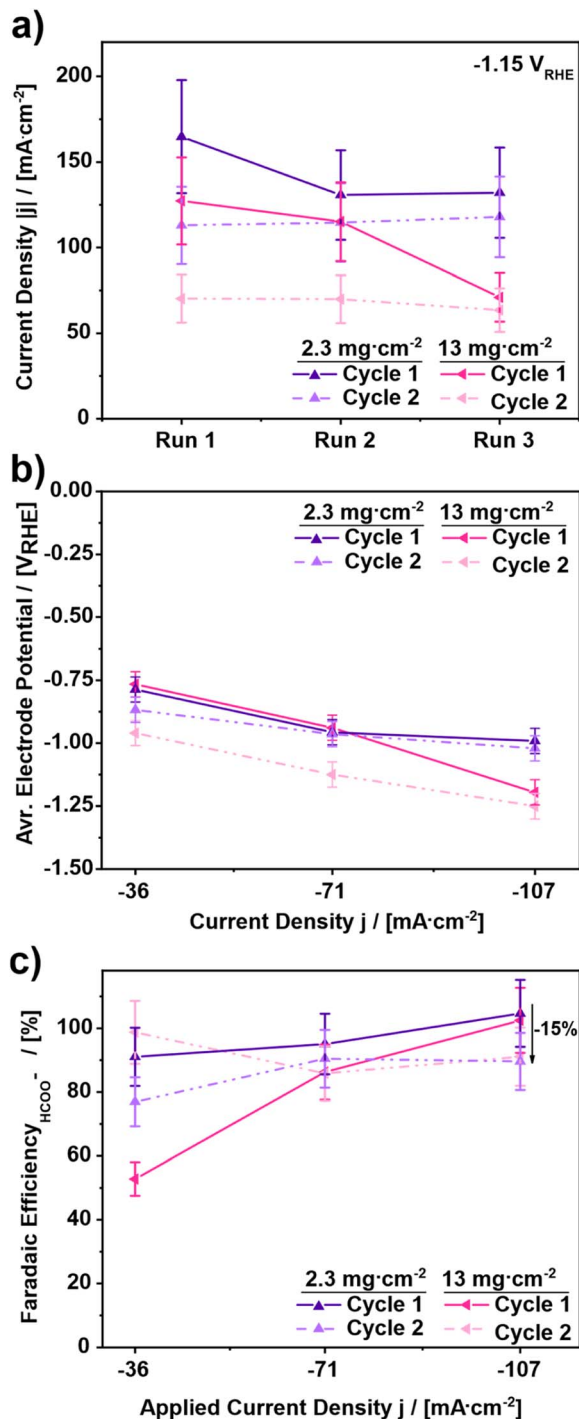 a)
-1.15 V_RHE
Current Density |j| / [mA·cm⁻²]
200
150
100
50
0
2.3 mg·cm⁻² 13 mg·cm⁻²
Cycle 1 Cycle 1
Cycle 2 Cycle 2
Run 1 Run 2 Run 3
b)
Avr. Electrode Potential / [VRHE]
0.00
-0.25
-0.50
-0.75
-1.00
-1.25
-1.50
2.3 mg·cm⁻² 13 mg·cm⁻²
Cycle 1 Cycle 1
Cycle 2 Cycle 2
-36 -71 -107
Current Density j / [mA·cm⁻²]
c)
Faradaic Efficiency_HCOO⁻ / [%]
100
80
60
40
20
0
-15%
2.3 mg·cm⁻² 13 mg·cm⁻²
Cycle 1 Cycle 1
Cycle 2 Cycle 2
-36 -71 -107
Applied Current Density j / [mA·cm⁻²]